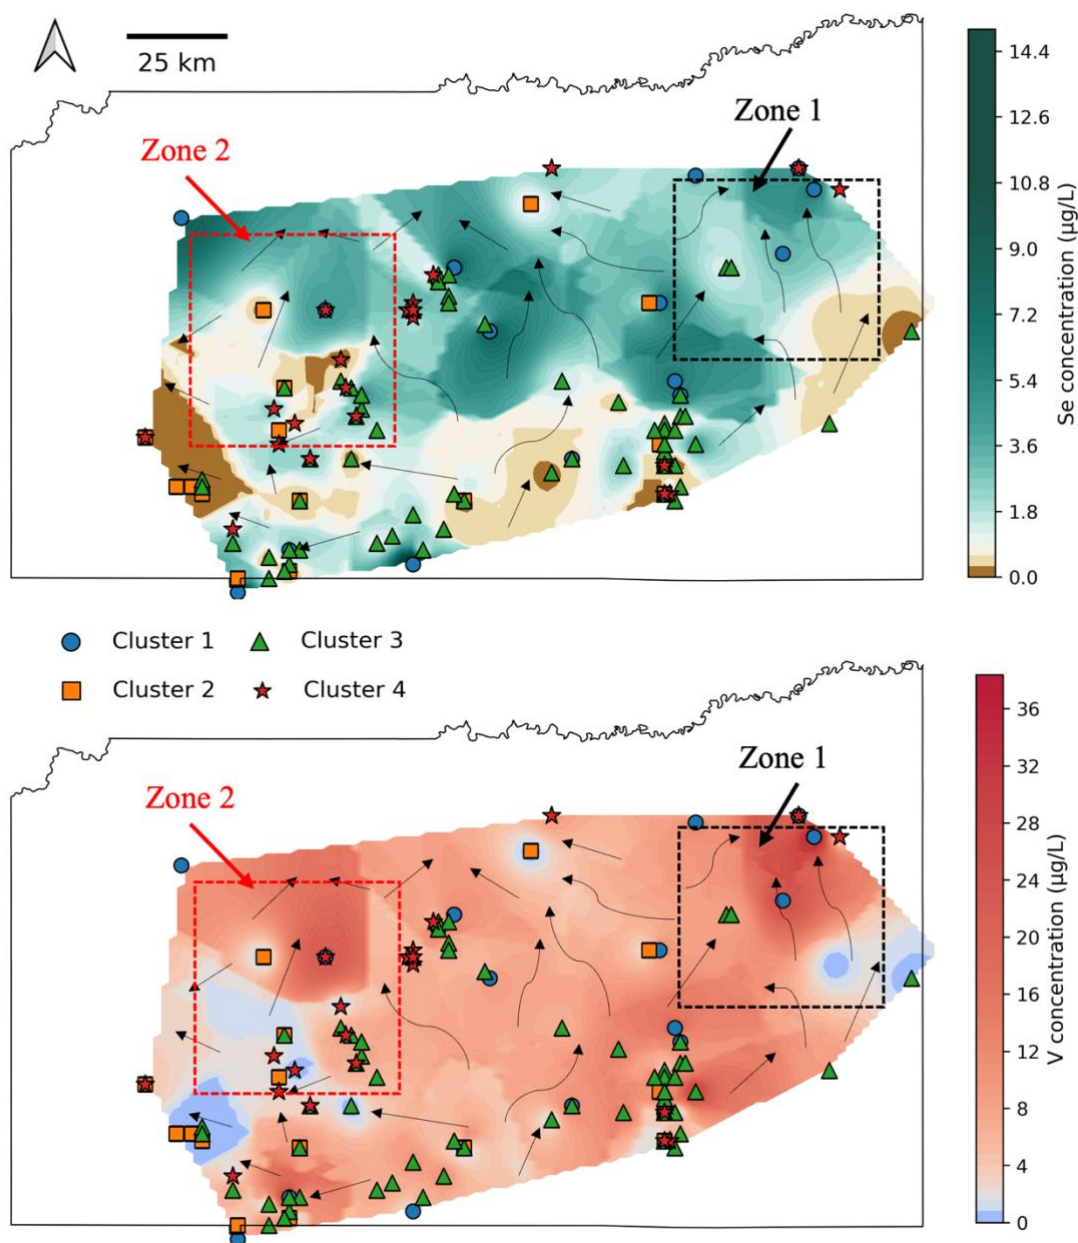 25 km
Zone 2
Zone 1
14.4
12.6
10.8
9.0
7.2
5.4
3.6
1.8
0.0
Se concentration (µg/L)
Cluster 1
Cluster 3
Cluster 2
Cluster 4
Zone 2
Zone 1
36
32
28
24
20
16
12
8
4
0
V concentration (µg/L)